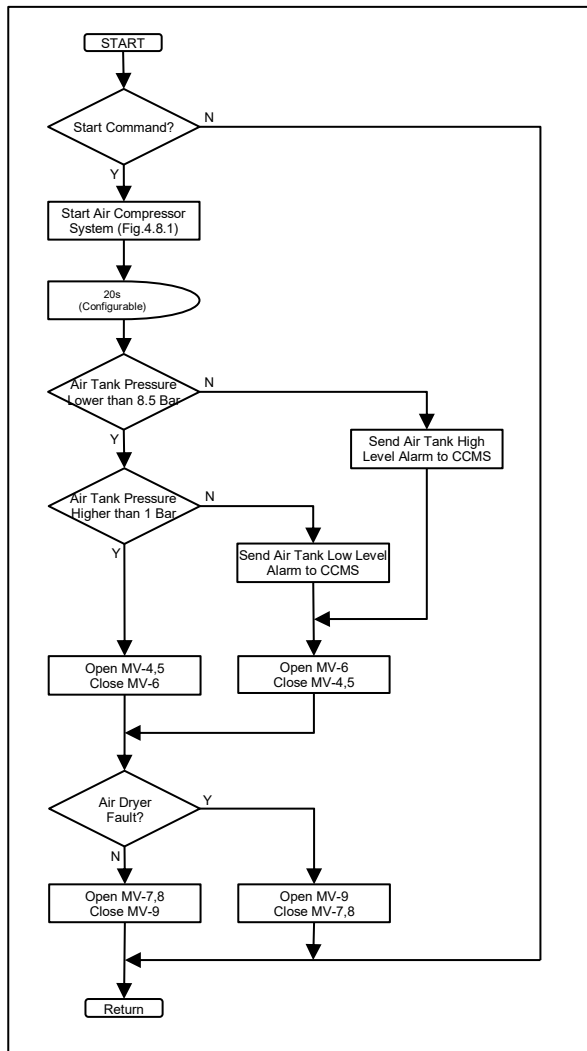 START
Start Command?
N
Y
Start Air Compressor
System (Fig.4.8.1)
20s
(Configurable)
Air Tank Pressure
Lower than 8.5 Bar
N
Y
Send Air Tank High
Level Alarm to CCMS
Air Tank Pressure
Higher than 1 Bar
N
Y
Send Air Tank Low Level
Alarm to CCMS
Open MV-4,5
Close MV-6
Open MV-6
Close MV-4,5
Air Dryer
Fault?
Y
N
Open MV-7,8
Close MV-9
Open MV-9
Close MV-7,8
Return